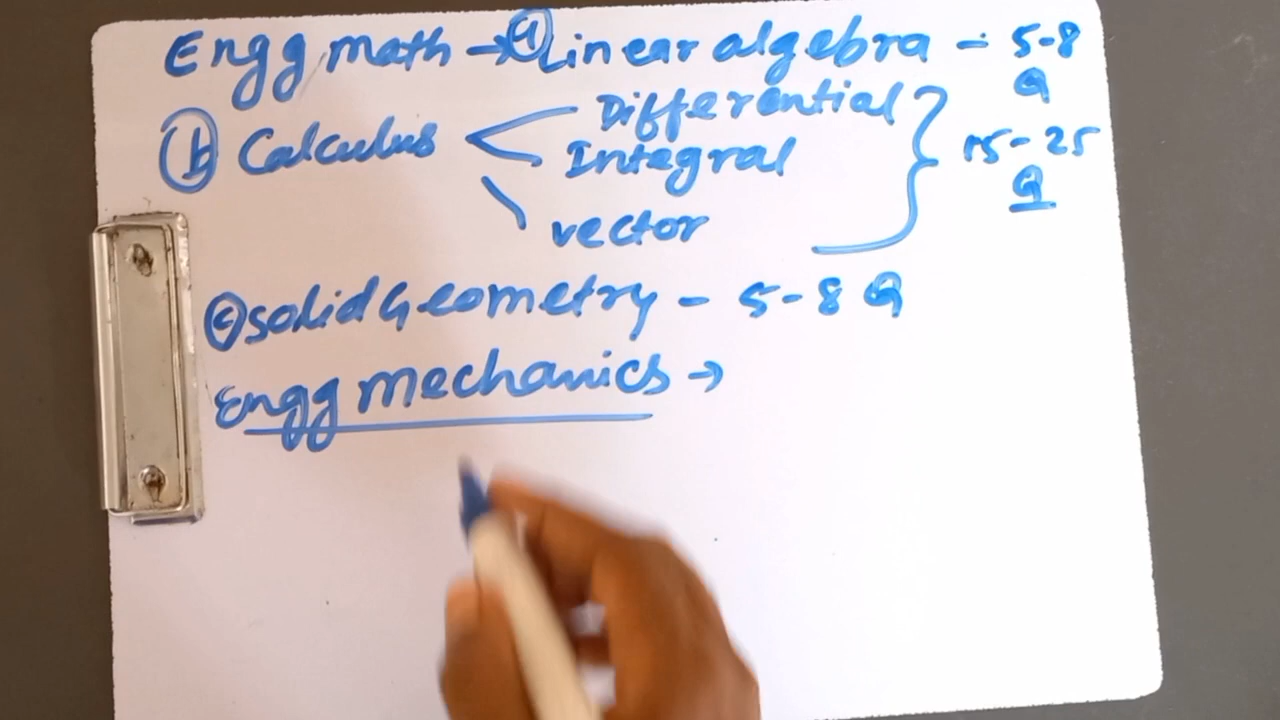 Engg math → ⓐ Linear algebra - 5-8 Q
ⓑ Calculus
Differential
Integral
vector
15-25 Q
ⓒ Solid Geometry - 5-8 Q
Engg Mechanics →